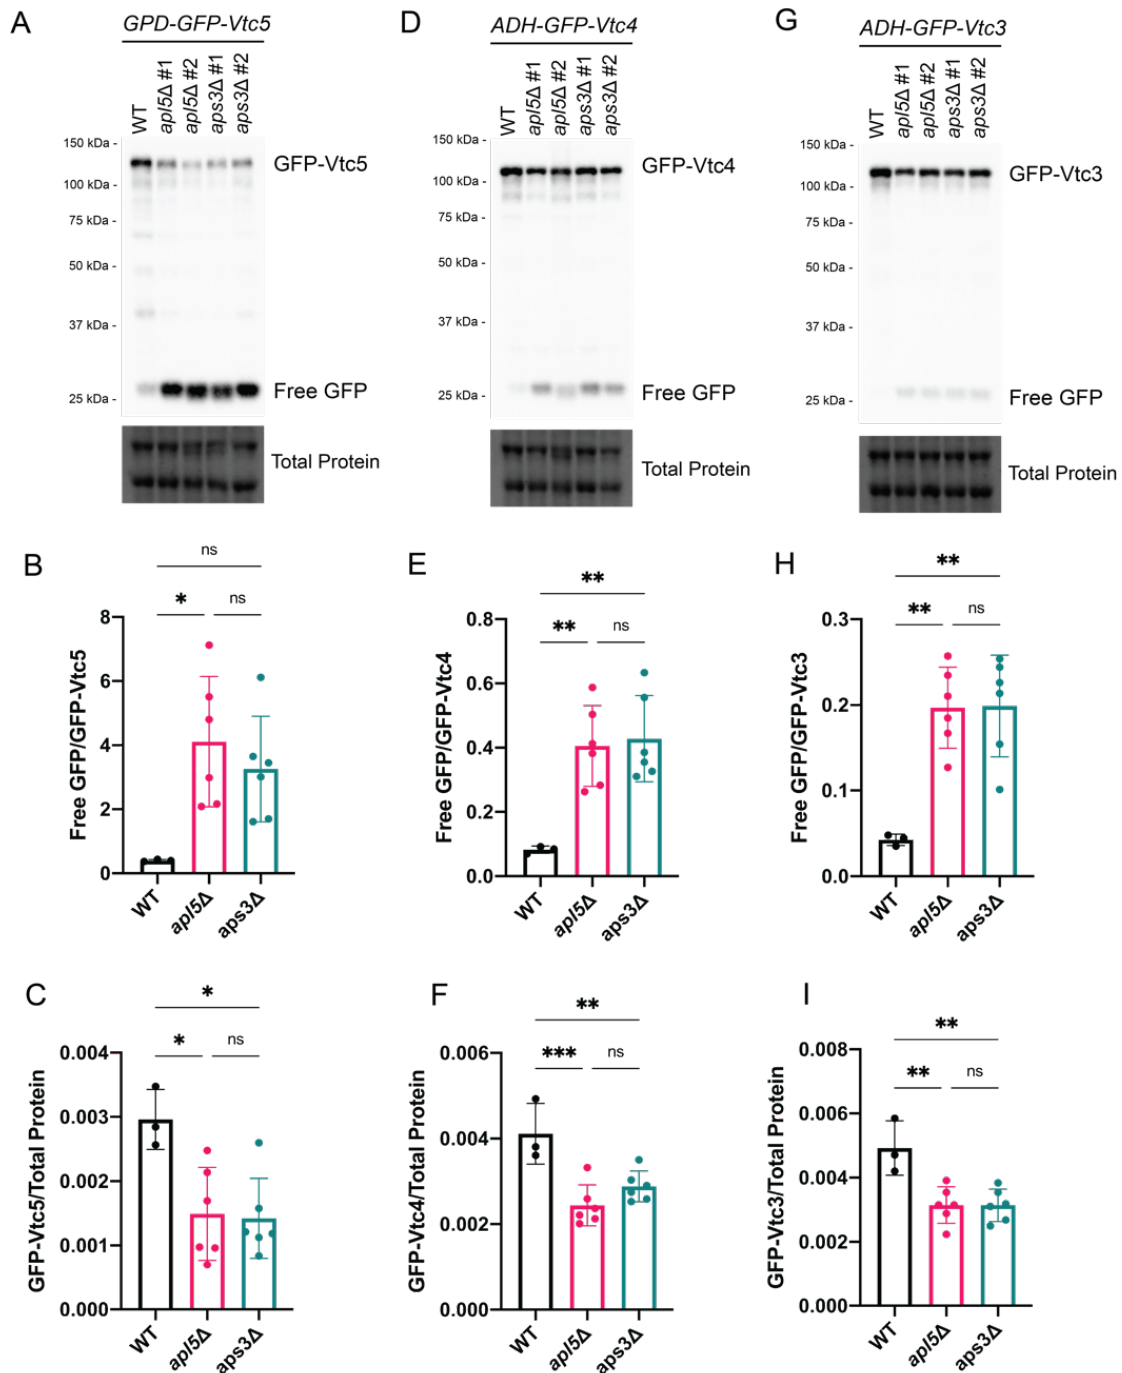 A
GPD-GFP-Vtc5
WT
apl5Δ #1
apl5Δ #2
aps3Δ #1
aps3Δ #2
150 kDa -
100 kDa -
75 kDa -
50 kDa -
37 kDa -
25 kDa -
GFP-Vtc5
Free GFP
Total Protein
D
ADH-GFP-Vtc4
WT
apl5Δ #1
apl5Δ #2
aps3Δ #1
aps3Δ #2
150 kDa -
100 kDa -
75 kDa -
50 kDa -
37 kDa -
25 kDa -
GFP-Vtc4
Free GFP
Total Protein
G
ADH-GFP-Vtc3
WT
apl5Δ #1
apl5Δ #2
aps3Δ #1
aps3Δ #2
150 kDa -
100 kDa -
75 kDa -
50 kDa -
37 kDa -
25 kDa -
GFP-Vtc3
Free GFP
Total Protein
B
ns
* ns
Free GFP/GFP-Vtc5
8
6
4
2
0
WT
apl5Δ
aps3Δ
E
**
** ns
Free GFP/GFP-Vtc4
0.8
0.6
0.4
0.2
0.0
WT
apl5Δ
aps3Δ
H
**
** ns
Free GFP/GFP-Vtc3
0.3
0.2
0.1
0.0
WT
apl5Δ
aps3Δ
C
*
* ns
GFP-Vtc5/Total Protein
0.004
0.003
0.002
0.001
0.000
WT
apl5Δ
aps3Δ
F
**
*** ns
GFP-Vtc4/Total Protein
0.006
0.004
0.002
0.000
WT
apl5Δ
aps3Δ
I
**
** ns
GFP-Vtc3/Total Protein
0.008
0.006
0.004
0.002
0.000
WT
apl5Δ
aps3Δ